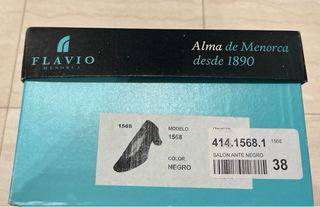 FLAVIO
MENORCA
Alma de Menorca
desde 1890
1568
MODELO
1568
COLOR
NEGRO
414.1568.1
1568
SALON ANTE NEGRO
38